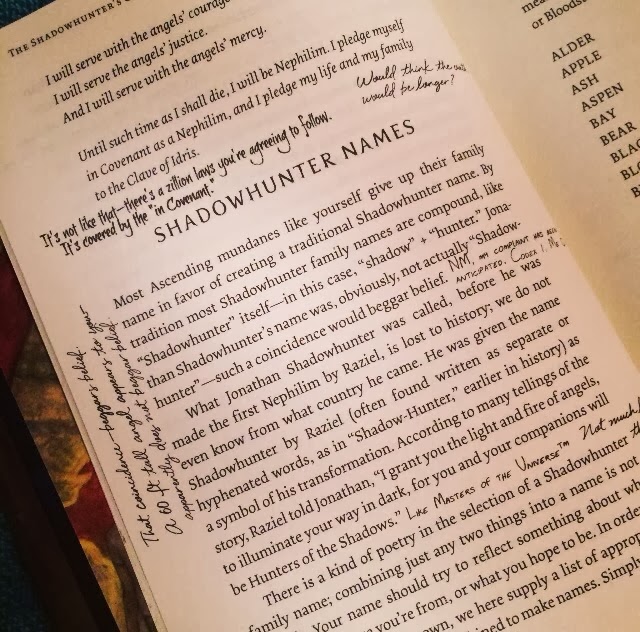 THE SHADOWHUNTER'S
I will serve with the angels' courage
I will serve the angels' justice.
And I will serve with the angels' mercy.
Until such time as I shall die, I will be Nephilim. I pledge myself
in Covenant as a Nephilim, and I pledge my life and my family
to the Clave of Idris.
Would think the
would be longer?
It's not like that—there's a zillion laws you're agreeing to follow.
It's covered by the "in Covenant."
SHADOWHUNTER NAMES
Most Ascending mundanes like yourself give up their family
name in favor of creating a traditional Shadowhunter name. By
tradition most Shadowhunter family names are compound, like
"Shadowhunter" itself—in this case, "shadow" + "hunter." Jona-
than Shadowhunter's name was, obviously, not actually "Shadow-
hunter"—such a coincidence would beggar belief. NM, MY COMPLAINT HAS BEEN
ANTICIPATED. CODEX 1, ME
What Jonathan Shadowhunter was called, before he was
made the first Nephilim by Raziel, is lost to history; we do not
even know from what country he came. He was given the name
Shadowhunter by Raziel (often found written as separate or
hyphenated words, as in "Shadow-Hunter," earlier in history) as
a symbol of his transformation. According to many tellings of the
story, Raziel told Jonathan, "I grant you the light and fire of angels,
to illuminate your way in dark, for you and your companions will
be Hunters of the Shadows." LIKE MASTERS OF THE UNIVERSE™ Not much
There is a kind of poetry in the selection of a Shadowhunter
family name; combining just any two things into a name is not
Your name should try to reflect something about
you're from, or what you hope to be. In order
own, we here supply a list of
to make names. Simply
That coincidence beggars belief.
A 60 ft tall angel appears to you
apparently does not beggar belief.
or Bloods
ALDER
APPLE
ASH
ASPEN
BAY
BEAR